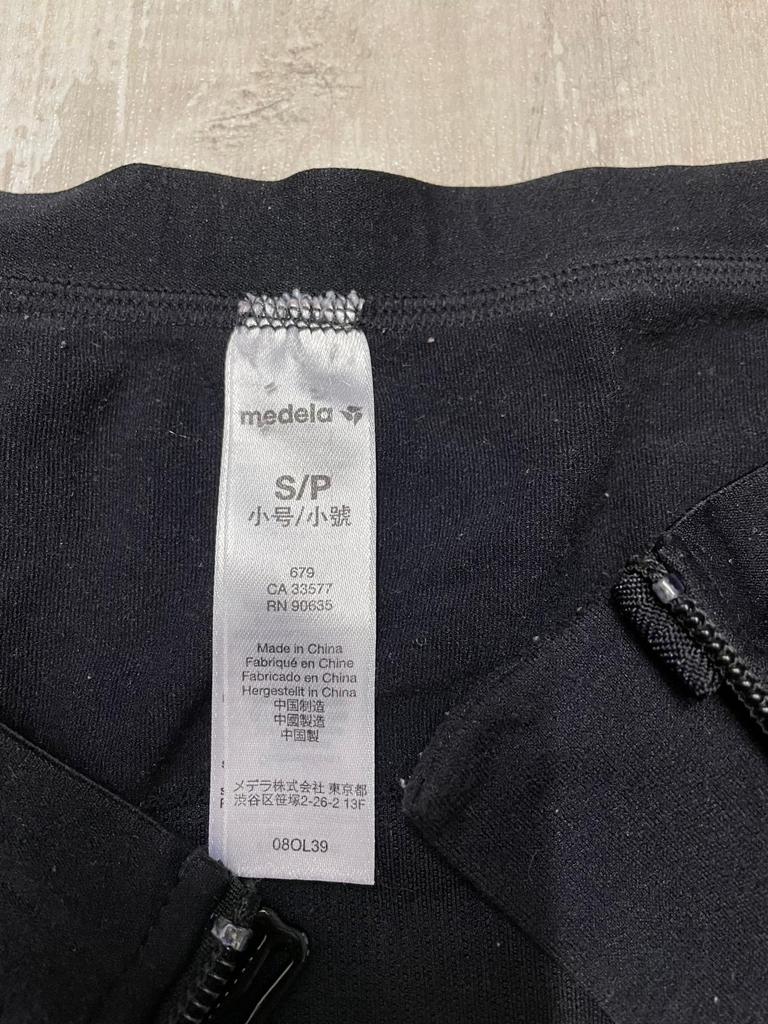 medela
S/P
小号/小號
679
CA 33577
RN 90635
Made in China
Fabriqué en Chine
Fabricado en China
Hergestellt in China
中国制造
中國製造
中国製
メデラ株式会社 東京都
渋谷区笹塚2-26-2 13F
08OL39